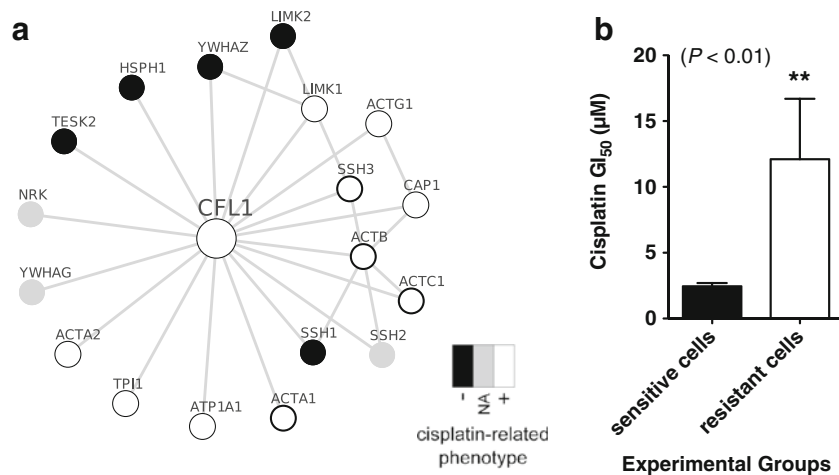 a
LIMK2
YWHAZ
HSPH1
LIMK1
ACTG1
TESK2
SSH3
CAP1
NRK
CFL1
ACTB
YWHAG
ACTC1
ACTA2
SSH1
SSH2
TPI1
ATP1A1
ACTA1
- NA +
cisplatin-related
phenotype
b
(P < 0.01)
**
Cisplatin GI50 (μM)
20
15
10
5
0
sensitive cells
resistant cells
Experimental Groups